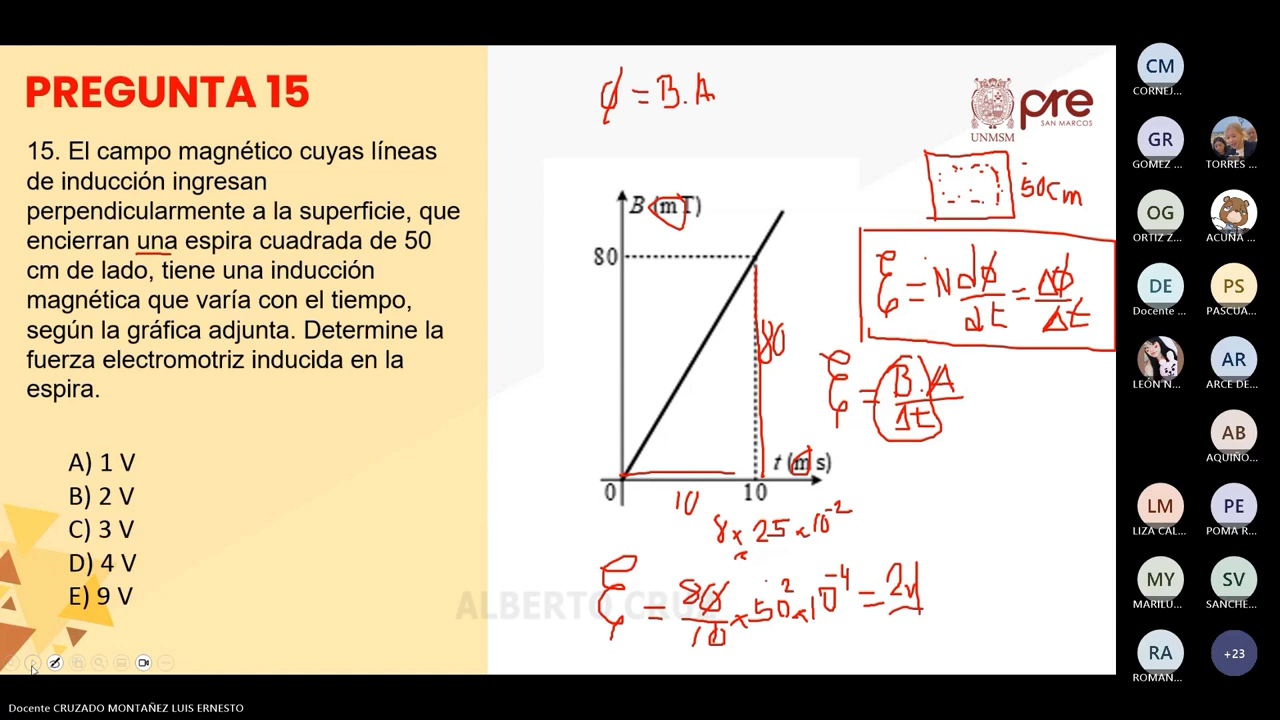 PREGUNTA 15
15. El campo magnético cuyas líneas
de inducción ingresan
perpendicularmente a la superficie, que
encierran una espira cuadrada de 50
cm de lado, tiene una inducción
magnética que varía con el tiempo,
según la gráfica adjunta. Determine la
fuerza electromotriz inducida en la
espira.
A) 1 V
B) 2 V
C) 3 V
D) 4 V
E) 9 V
ϕ = B.A
UNMSM
pre
SAN MARCOS
50cm
B (mT)
80
80
0
10
10
t (m s)
ℰ = N dϕ/dt = Δϕ/Δt
ℰ = B.A/Δt
8 x 25 x 10⁻²
ℰ = 80/10 x 50² x 10⁻⁴ = 2V
ALBERTO CRUZ
CM
CORNEJ...
GR
GOMEZ ...
TORRES ...
OG
ORTIZ Z...
ACUÑA ...
DE
Docente ...
PS
PASCUA...
LEÓN N...
AR
ARCE DE...
AB
AQUIÑO...
LM
LIZA CAL...
PE
POMA R...
MY
MARILU...
SV
SANCHE...
RA
ROMAN...
+23
Docente CRUZADO MONTAÑEZ LUIS ERNESTO